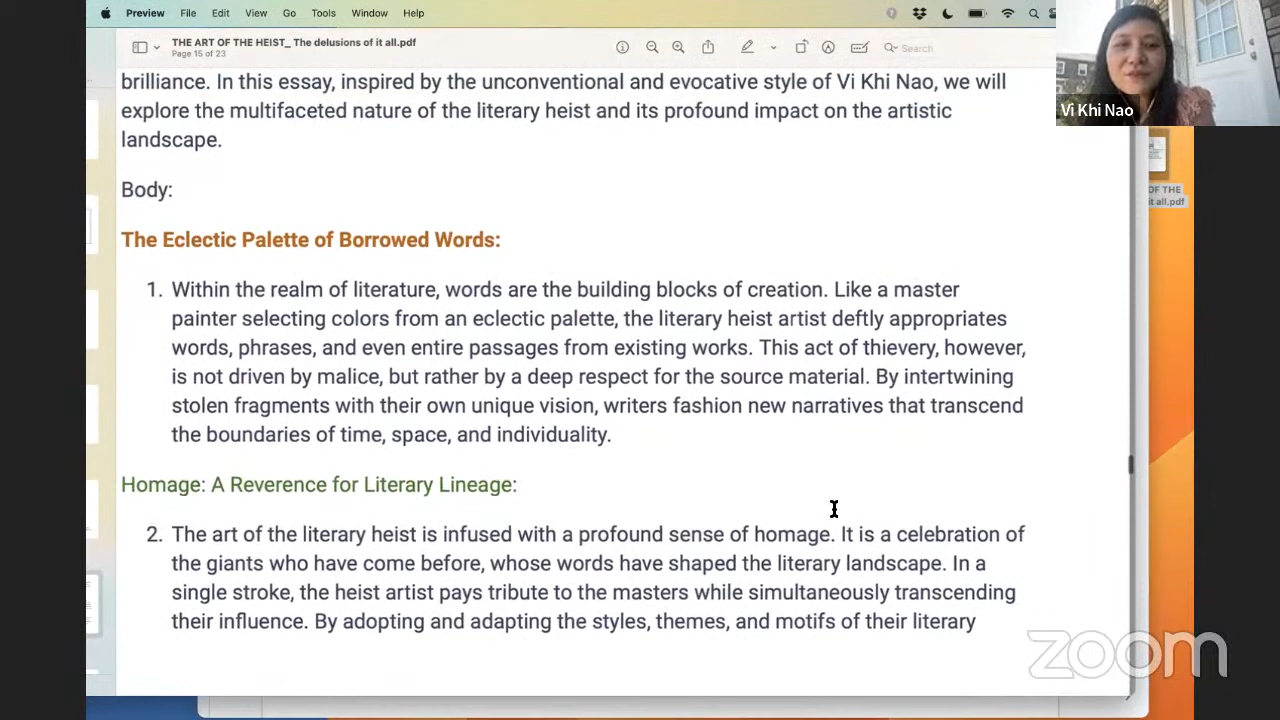 Preview File Edit View Go Tools Window Help
THE ART OF THE HEIST_ The delusions of it all.pdf
Page 15 of 23
Search
Vi Khi Nao
brilliance. In this essay, inspired by the unconventional and evocative style of Vi Khi Nao, we will
explore the multifaceted nature of the literary heist and its profound impact on the artistic
landscape.
OF THE
it all.pdf
Body:
The Eclectic Palette of Borrowed Words:
1. Within the realm of literature, words are the building blocks of creation. Like a master
painter selecting colors from an eclectic palette, the literary heist artist deftly appropriates
words, phrases, and even entire passages from existing works. This act of thievery, however,
is not driven by malice, but rather by a deep respect for the source material. By intertwining
stolen fragments with their own unique vision, writers fashion new narratives that transcend
the boundaries of time, space, and individuality.
Homage: A Reverence for Literary Lineage:
2. The art of the literary heist is infused with a profound sense of homage. It is a celebration of
the giants who have come before, whose words have shaped the literary landscape. In a
single stroke, the heist artist pays tribute to the masters while simultaneously transcending
their influence. By adopting and adapting the styles, themes, and motifs of their literary
zoom